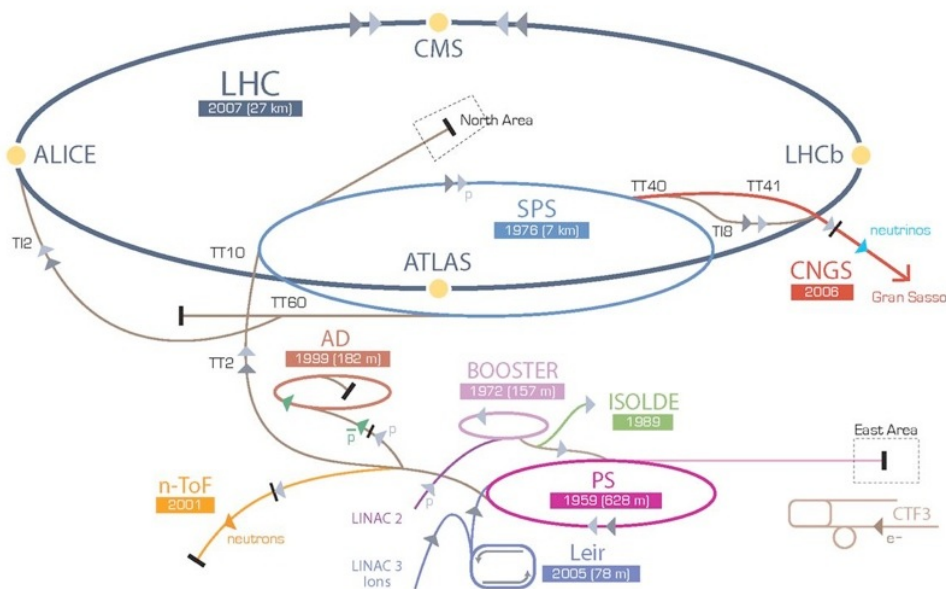 CMS
LHC
2007 (27 km)
North Area
ALICE
LHCb
TT40
TT41
p
SPS
1976 (7 km)
TI8
neutrinos
TI2
TT10
ATLAS
CNGS
2006
Gran Sasso
TT60
AD
1999 (182 m)
TT2
BOOSTER
1972 (157 m)
ISOLDE
1989
p̅
p
East Area
n-ToF
2001
PS
1959 (628 m)
p
LINAC 2
neutrons
CTF3
e-
LINAC 3
Ions
Leir
2005 (78 m)